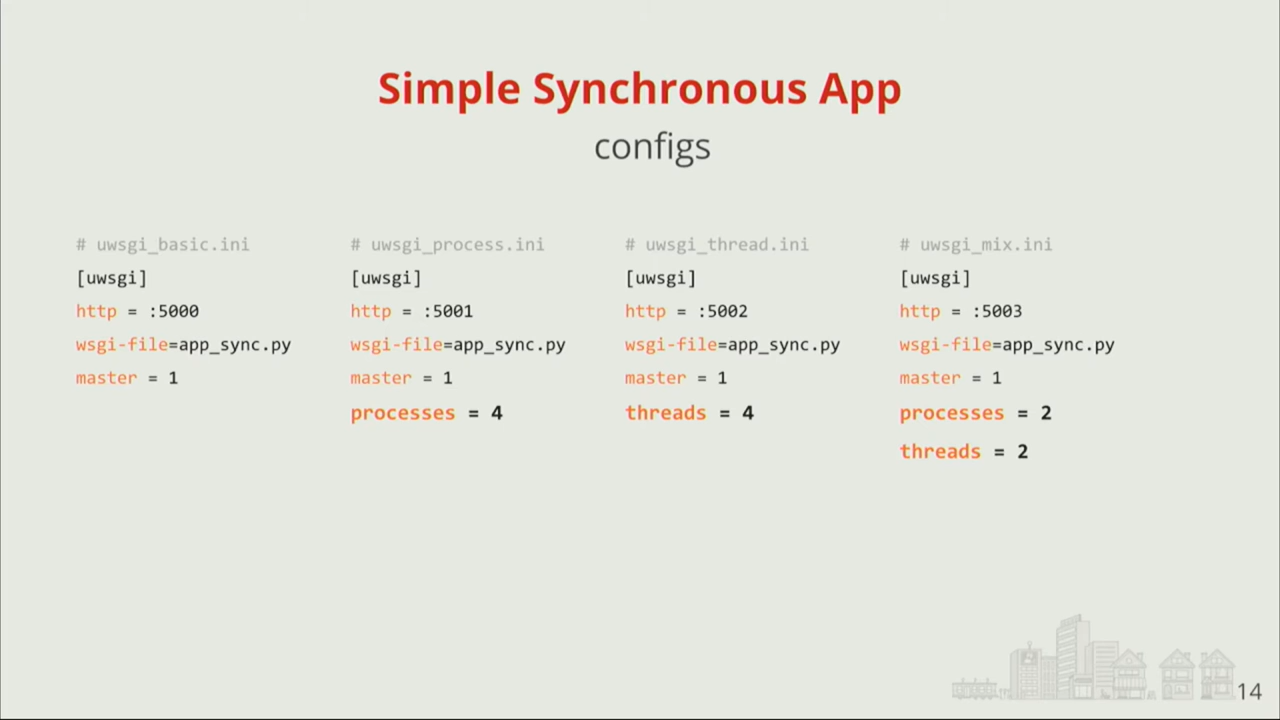 Simple Synchronous App
configs
# uwsgi_basic.ini
[uwsgi]
http = :5000
wsgi-file=app_sync.py
master = 1
# uwsgi_process.ini
[uwsgi]
http = :5001
wsgi-file=app_sync.py
master = 1
processes = 4
# uwsgi_thread.ini
[uwsgi]
http = :5002
wsgi-file=app_sync.py
master = 1
threads = 4
# uwsgi_mix.ini
[uwsgi]
http = :5003
wsgi-file=app_sync.py
master = 1
processes = 2
threads = 2
14